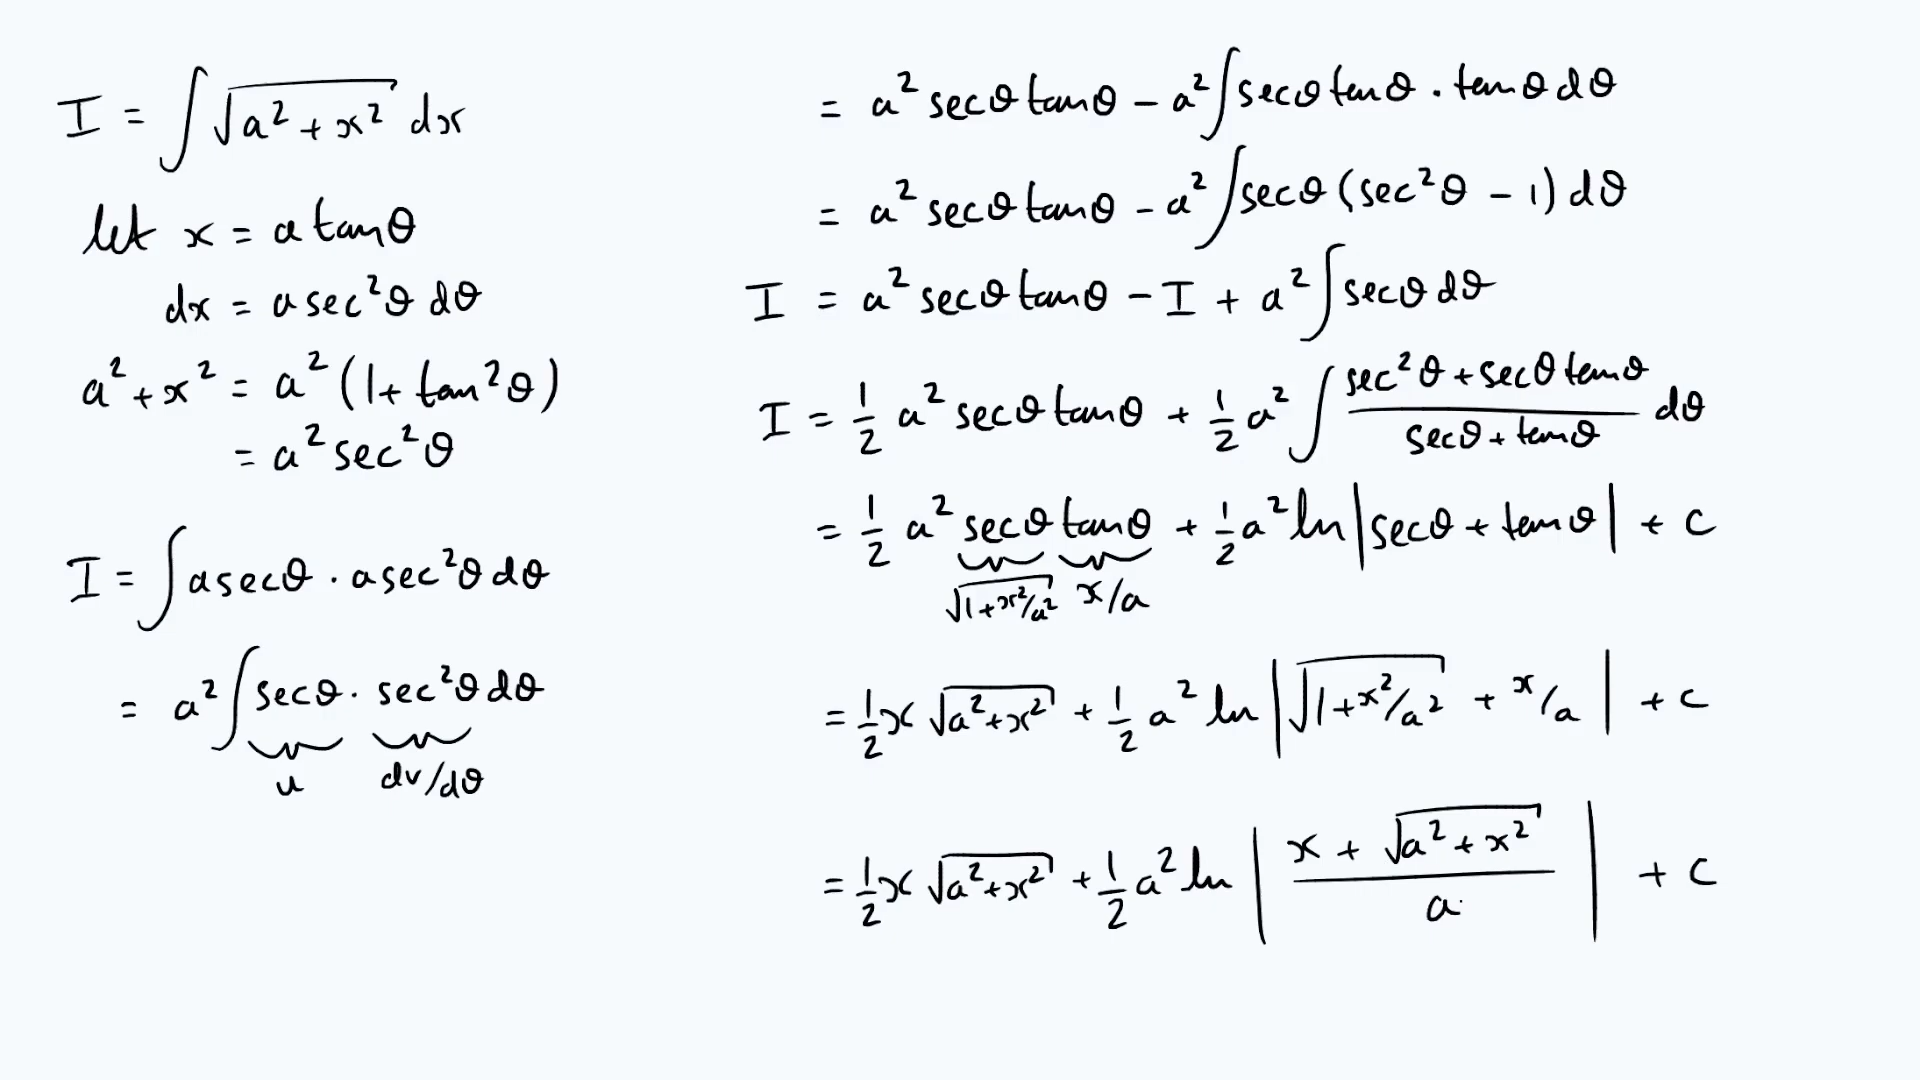 I = ∫√(a² + x²) dx
let x = a tanθ
dx = a sec²θ dθ
a² + x² = a² (1 + tan²θ)
= a² sec²θ
I = ∫ a secθ · a sec²θ dθ
= a² ∫ secθ · sec²θ dθ
u dv/dθ
= a² secθ tanθ − a² ∫ secθ tanθ · tanθ dθ
= a² secθ tanθ − a² ∫ secθ (sec²θ − 1) dθ
I = a² secθ tanθ − I + a² ∫ secθ dθ
I = 1/2 a² secθ tanθ + 1/2 a² ∫ (sec²θ + secθ tanθ)/(secθ + tanθ) dθ
= 1/2 a² secθ tanθ + 1/2 a² ln |secθ + tanθ| + c
√(1 + x²/a²) x/a
= 1/2 x √(a² + x²) + 1/2 a² ln |√(1 + x²/a²) + x/a| + c
= 1/2 x √(a² + x²) + 1/2 a² ln |(x + √(a² + x²))/a| + c